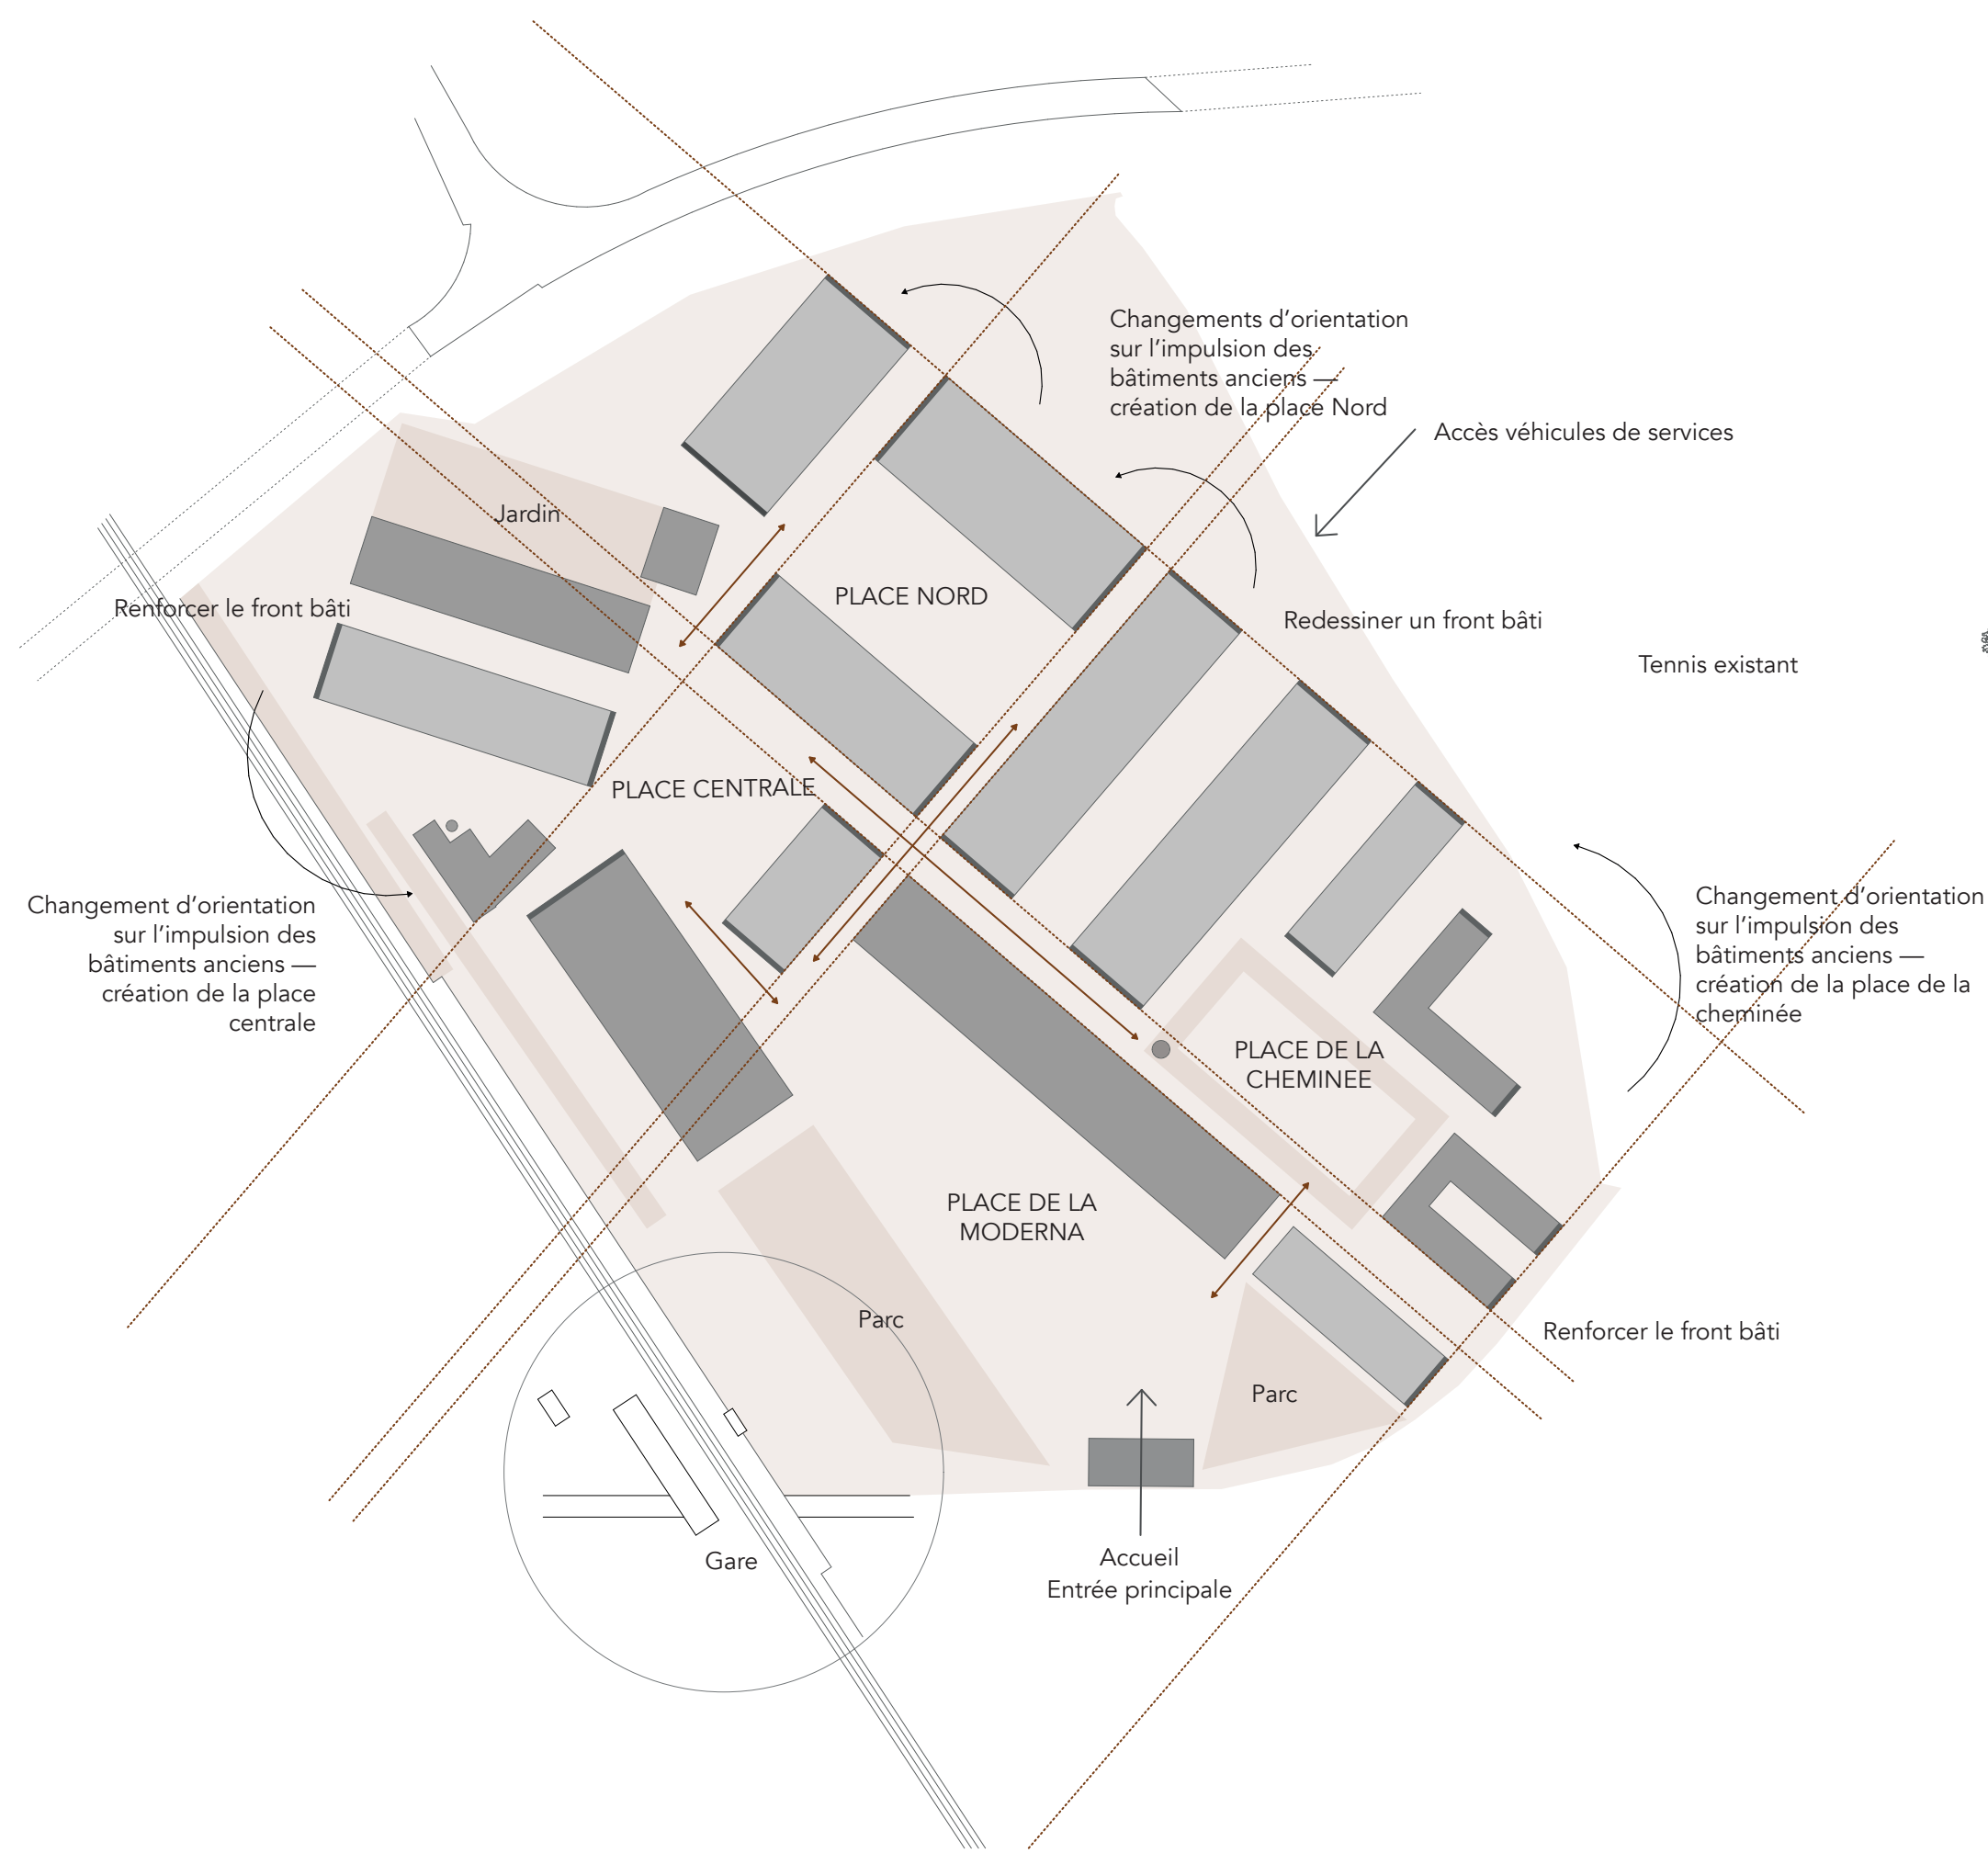 Changements d’orientation
sur l’impulsion des
bâtiments anciens —
création de la place Nord
Accès véhicules de services
Jardin
PLACE NORD
Renforcer le front bâti
Redessiner un front bâti
Tennis existant
PLACE CENTRALE
Changement d’orientation
sur l’impulsion des
bâtiments anciens —
création de la place
centrale
Changement d’orientation
sur l’impulsion des
bâtiments anciens —
création de la place de la
cheminée
PLACE DE LA
CHEMINEE
PLACE DE LA
MODERNA
Parc
Renforcer le front bâti
Parc
Gare
Accueil
Entrée principale